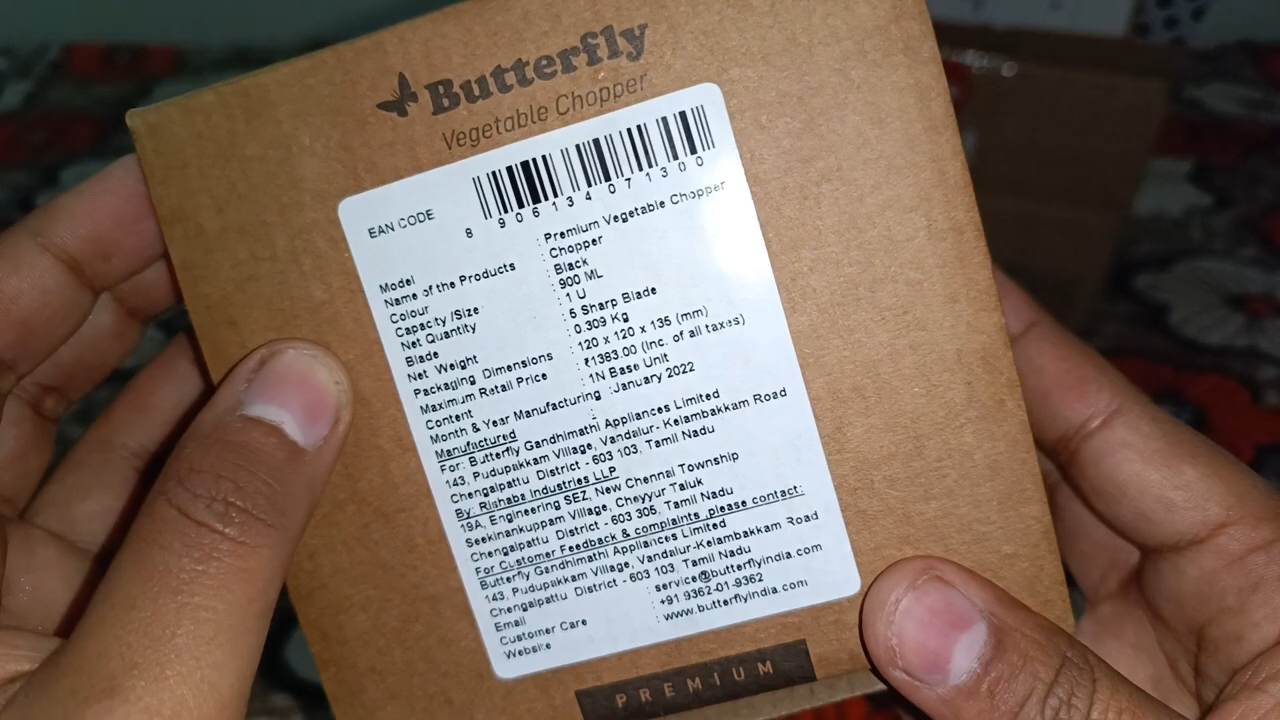 Butterfly
Vegetable Chopper
EAN CODE
8 906134 071300
Model : Premium Vegetable Chopper
Name of the Products : Chopper
Colour : Black
Capacity /Size : 900 ML
Net Quantity : 1 U
Blade : 6 Sharp Blade
Net Weight : 0.309 Kg
Packaging Dimensions : 120 x 120 x 135 (mm)
Maximum Retail Price : ₹1383.00 (Inc. of all taxes)
Content : 1N Base Unit
Month & Year Manufacturing : January 2022
Manufactured :
For: Butterfly Gandhimathi Appliances Limited
143, Pudupakkam Village, Vandalur- Kelambakkam Road
Chengalpattu District - 603 103, Tamil Nadu
By: Rishaba Industries LLP
19A, Engineering SEZ, New Chennai Township
Seekinankuppam Village, Cheyyur Taluk
Chengalpattu District - 603 305, Tamil Nadu
For Customer Feedback & complaints ,please contact:
Butterfly Gandhimathi Appliances Limited
143, Pudupakkam Village, Vandalur-Kelambakkam Road
Chengalpattu District - 603 103, Tamil Nadu
Email : service@butterflyindia.com
Customer Care : +91 9362-01-9362
Website : www.butterflyindia.com
PREMIUM